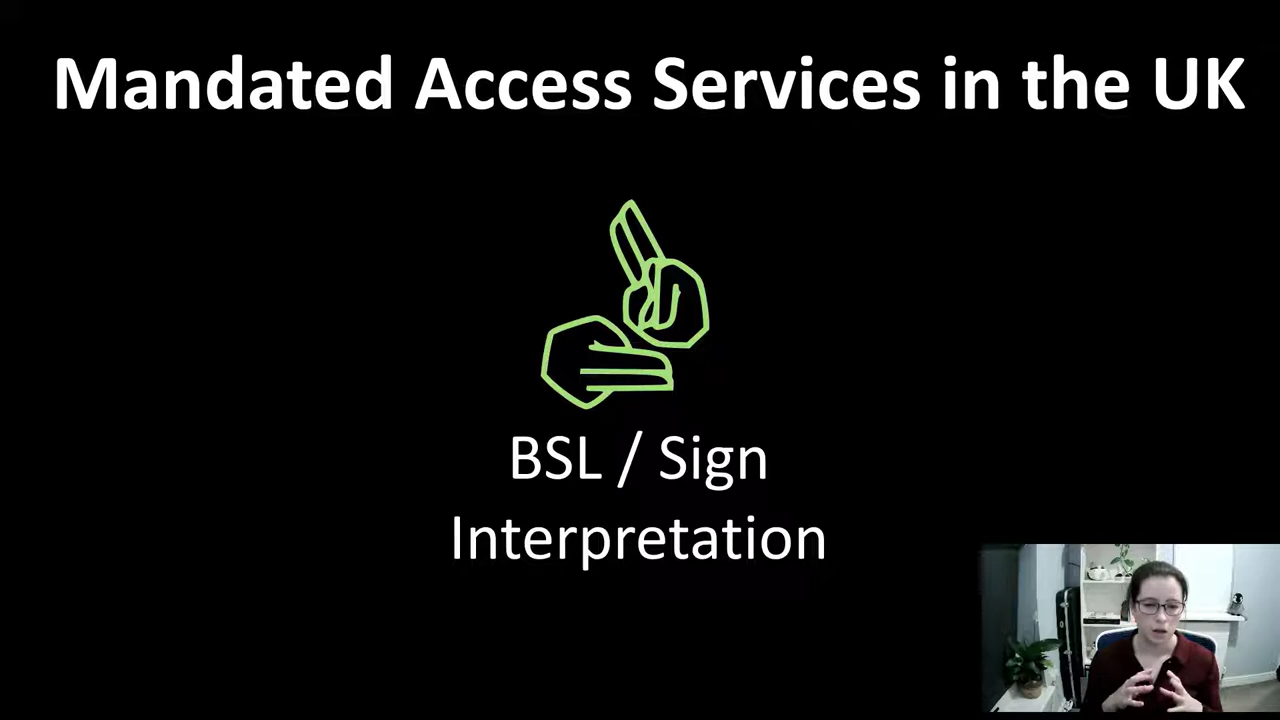 Mandated Access Services in the UK
BSL / Sign
Interpretation